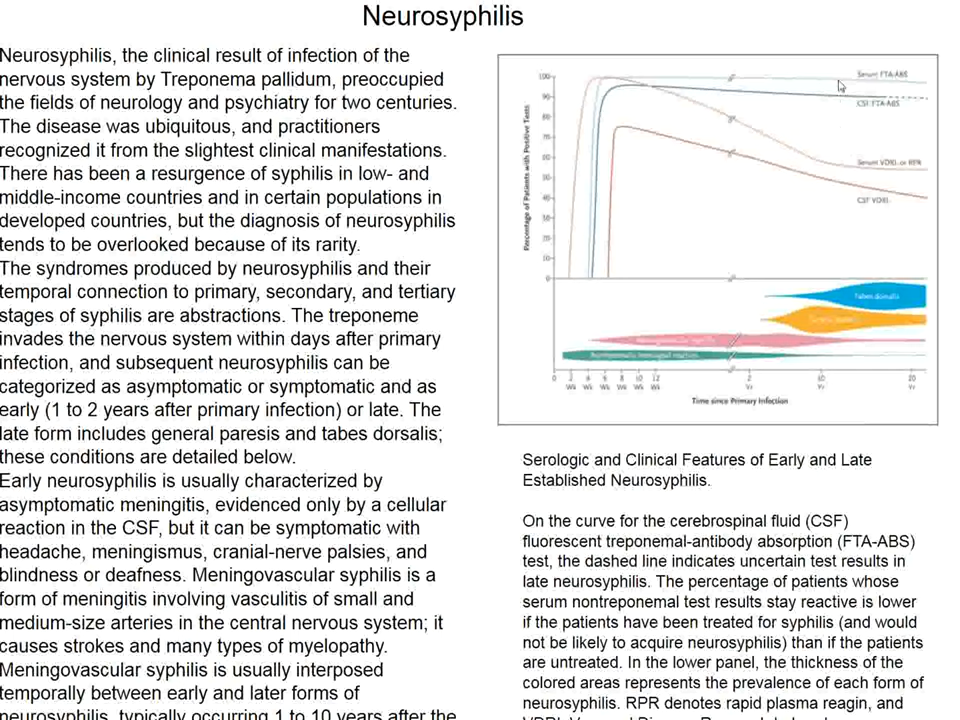 Neurosyphilis
Neurosyphilis, the clinical result of infection of the
nervous system by Treponema pallidum, preoccupied
the fields of neurology and psychiatry for two centuries.
The disease was ubiquitous, and practitioners
recognized it from the slightest clinical manifestations.
There has been a resurgence of syphilis in low- and
middle-income countries and in certain populations in
developed countries, but the diagnosis of neurosyphilis
tends to be overlooked because of its rarity.
The syndromes produced by neurosyphilis and their
temporal connection to primary, secondary, and tertiary
stages of syphilis are abstractions. The treponeme
invades the nervous system within days after primary
infection, and subsequent neurosyphilis can be
categorized as asymptomatic or symptomatic and as
early (1 to 2 years after primary infection) or late. The
late form includes general paresis and tabes dorsalis;
these conditions are detailed below.
Early neurosyphilis is usually characterized by
asymptomatic meningitis, evidenced only by a cellular
reaction in the CSF, but it can be symptomatic with
headache, meningismus, cranial-nerve palsies, and
blindness or deafness. Meningovascular syphilis is a
form of meningitis involving vasculitis of small and
medium-size arteries in the central nervous system; it
causes strokes and many types of myelopathy.
Meningovascular syphilis is usually interposed
temporally between early and later forms of
neurosyphilis, typically occurring 1 to 10 years after the
Percentage of Patients with Positive Tests
100
90
80
70
60
50
40
30
20
10
0
Serum FTA-ABS
CSF FTA-ABS
Serum VDRL or RPR
CSF VDRL
Tabes dorsalis
0 2 4 6 8 10 12 2 10 20
Wk Wk Wk Wk Wk Wk Yr Yr Yr
Time since Primary Infection
Serologic and Clinical Features of Early and Late
Established Neurosyphilis.
On the curve for the cerebrospinal fluid (CSF)
fluorescent treponemal-antibody absorption (FTA-ABS)
test, the dashed line indicates uncertain test results in
late neurosyphilis. The percentage of patients whose
serum nontreponemal test results stay reactive is lower
if the patients have been treated for syphilis (and would
not be likely to acquire neurosyphilis) than if the patients
are untreated. In the lower panel, the thickness of the
colored areas represents the prevalence of each form of
neurosyphilis. RPR denotes rapid plasma reagin, and